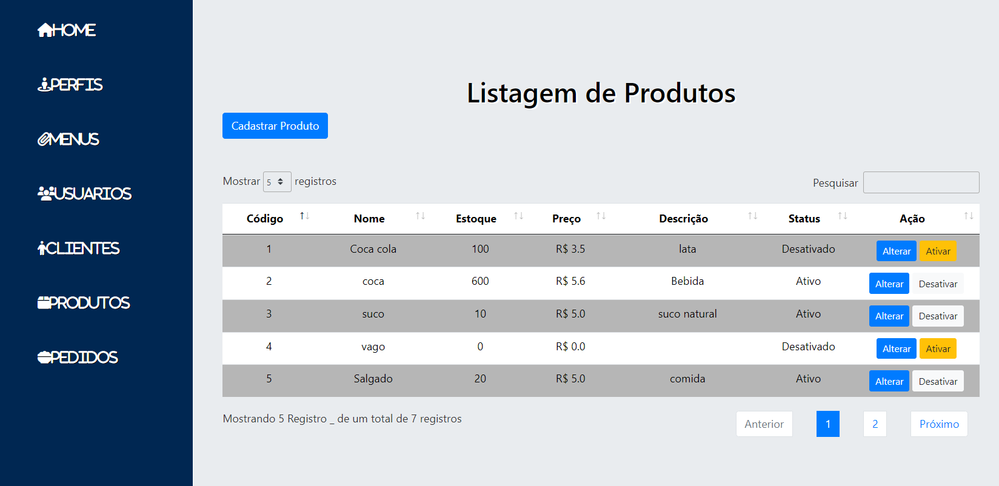 HOME
PERFIS
MENUS
USUARIOS
CLIENTES
PRODUTOS
PEDIDOS
Listagem de Produtos
Cadastrar Produto
Mostrar 5 registros
Pesquisar
Código Nome Estoque Preço Descrição Status Ação
1 Coca cola 100 R$ 3.5 lata Desativado Alterar Ativar
2 coca 600 R$ 5.6 Bebida Ativo Alterar Desativar
3 suco 10 R$ 5.0 suco natural Ativo Alterar Desativar
4 vago 0 R$ 0.0 Desativado Alterar Ativar
5 Salgado 20 R$ 5.0 comida Ativo Alterar Desativar
Mostrando 5 Registro _ de um total de 7 registros
Anterior 1 2 Próximo